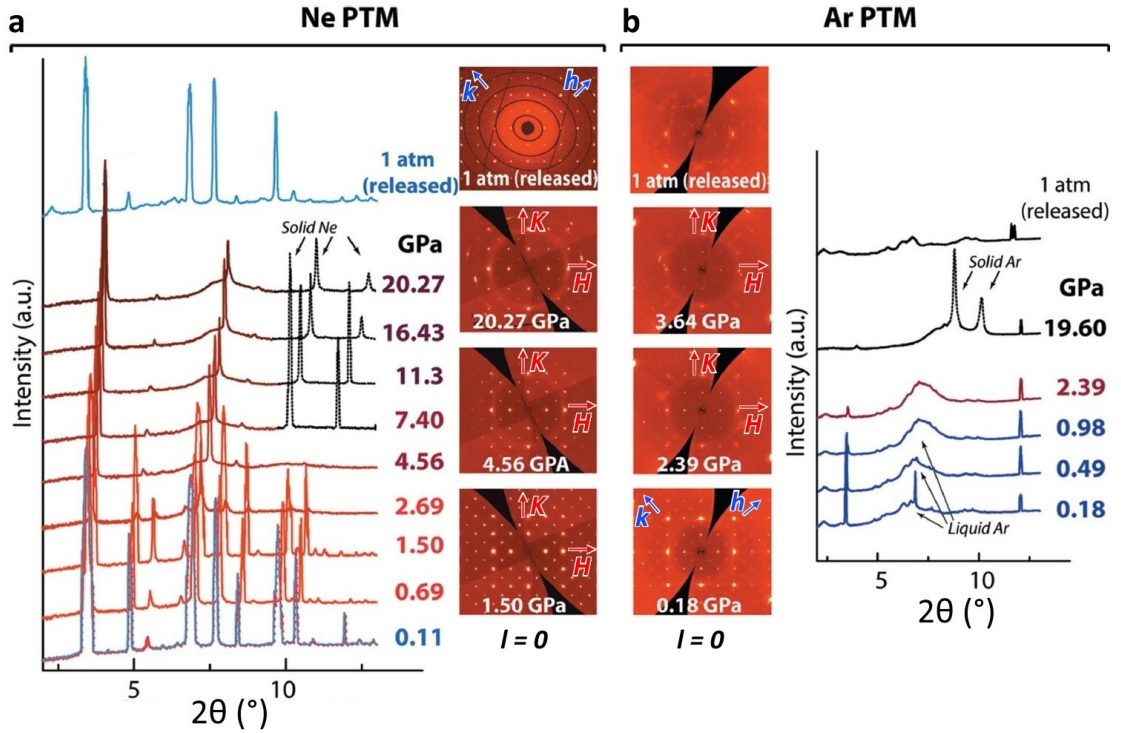 a
Ne PTM
b
Ar PTM
Intensity (a.u.)
1 atm
(released)
Solid Ne
GPa
20.27
16.43
11.3
7.40
4.56
2.69
1.50
0.69
0.11
5
10
2θ (°)
k
h
1 atm (released)
K
H
20.27 GPa
K
H
4.56 GPA
K
H
1.50 GPa
l = 0
1 atm (released)
K
H
3.64 GPa
K
H
2.39 GPa
k
h
0.18 GPa
l = 0
Intensity (a.u.)
1 atm
(released)
Solid Ar
GPa
19.60
2.39
0.98
0.49
0.18
Liquid Ar
5
10
2θ (°)